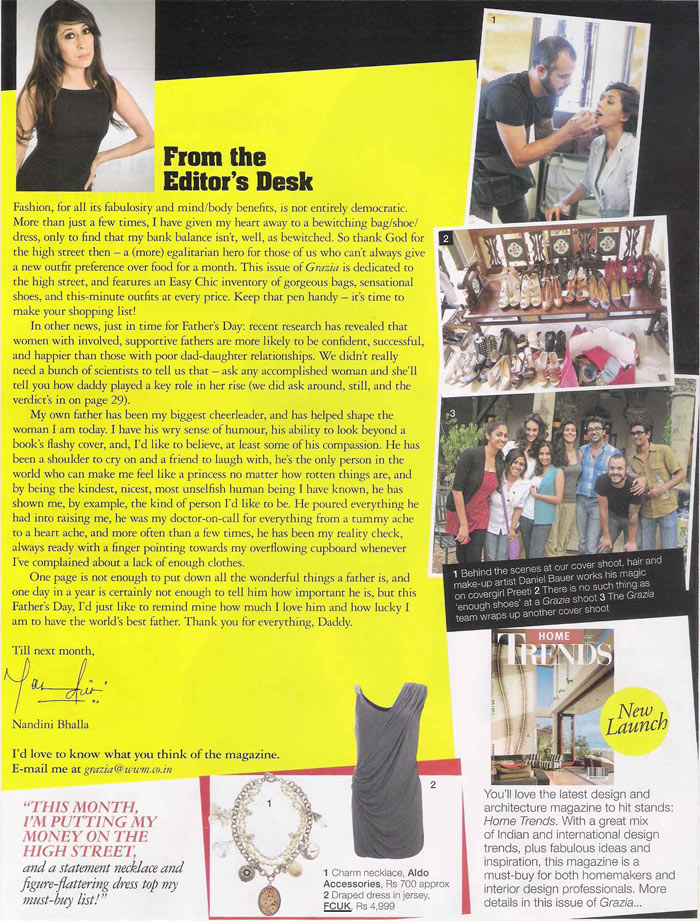 From the
Editor's Desk
Fashion, for all its fabulosity and mind/body benefits, is not entirely democratic.
More than just a few times, I have given my heart away to a bewitching bag/shoe/
dress, only to find that my bank balance isn't, well, as bewitched. So thank God for
the high street then – a (more) egalitarian hero for those of us who can't always give
a new outfit preference over food for a month. This issue of Grazia is dedicated to
the high street, and features an Easy Chic inventory of gorgeous bags, sensational
shoes, and this-minute outfits at every price. Keep that pen handy – it's time to
make your shopping list!
In other news, just in time for Father's Day: recent research has revealed that
women with involved, supportive fathers are more likely to be confident, successful,
and happier than those with poor dad-daughter relationships. We didn't really
need a bunch of scientists to tell us that – ask any accomplished woman and she'll
tell you how daddy played a key role in her rise (we did ask around, still, and the
verdict's in on page 29).
My own father has been my biggest cheerleader, and has helped shape the
woman I am today. I have his wry sense of humour, his ability to look beyond a
book's flashy cover, and, I'd like to believe, at least some of his compassion. He has
been a shoulder to cry on and a friend to laugh with, he's the only person in the
world who can make me feel like a princess no matter how rotten things are, and
by being the kindest, nicest, most unselfish human being I have known, he has
shown me, by example, the kind of person I'd like to be. He poured everything he
had into raising me, he was my doctor-on-call for everything from a tummy ache
to a heart ache, and more often than a few times, he has been my reality check,
always ready with a finger pointing towards my overflowing cupboard whenever
I've complained about a lack of enough clothes.
One page is not enough to put down all the wonderful things a father is, and
one day in a year is certainly not enough to tell him how important he is, but this
Father's Day, I'd just like to remind mine how much I love him and how lucky I
am to have the world's best father. Thank you for everything, Daddy.
Till next month,
Nandini Bhalla
I'd love to know what you think of the magazine.
E-mail me at grazia@wwm.co.in
"THIS MONTH,
I'M PUTTING MY
MONEY ON THE
HIGH STREET,
and a statement necklace and
figure-flattering dress top my
must-buy list!"
1
2
1 Charm necklace, Aldo
Accessories, Rs 700 approx
2 Draped dress in jersey,
FCUK, Rs 4,999
1
2
3
1 Behind the scenes at our cover shoot, hair and
make-up artist Daniel Bauer works his magic
on covergirl Preeti 2 There is no such thing as
'enough shoes' at a Grazia shoot 3 The Grazia
team wraps up another cover shoot
HOME
TRENDS
New
Launch
You'll love the latest design and
architecture magazine to hit stands:
Home Trends. With a great mix
of Indian and international design
trends, plus fabulous ideas and
inspiration, this magazine is a
must-buy for both homemakers and
interior design professionals. More
details in this issue of Grazia...